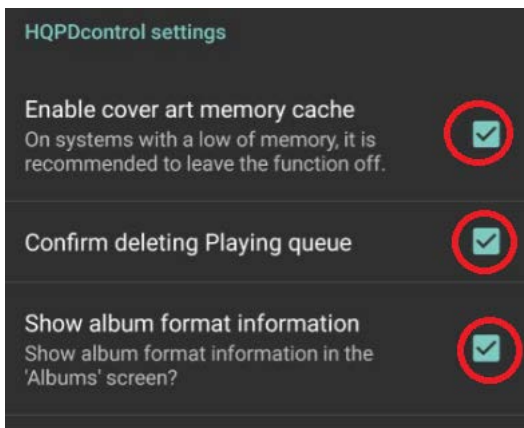 HQPDcontrol settings
Enable cover art memory cache
On systems with a low of memory, it is
recommended to leave the function off.
Confirm deleting Playing queue
Show album format information
Show album format information in the
'Albums' screen?